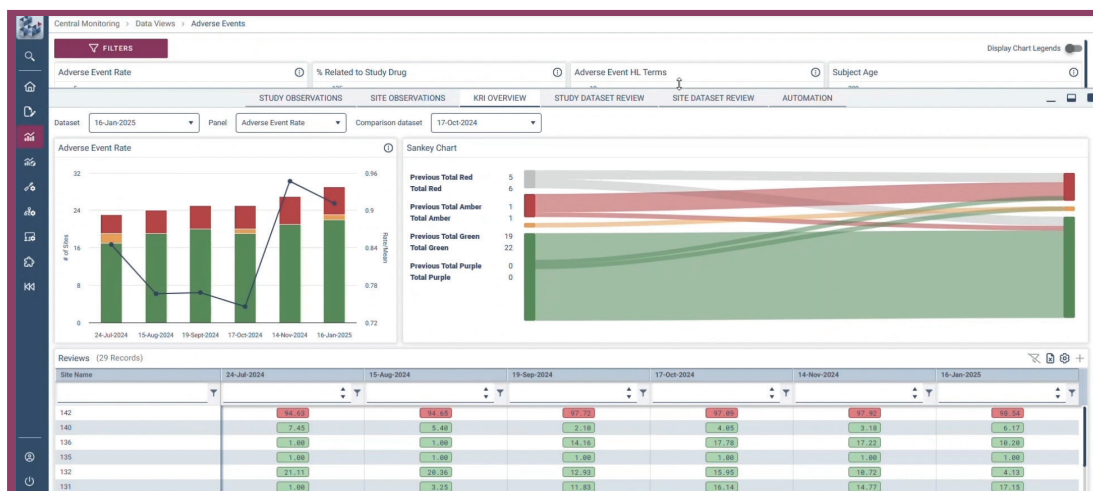 Central Monitoring > Data Views > Adverse Events
FILTERS
Display Chart Legends
Adverse Event Rate
% Related to Study Drug
Adverse Event HL Terms
Subject Age
STUDY OBSERVATIONS SITE OBSERVATIONS KRI OVERVIEW STUDY DATASET REVIEW SITE DATASET REVIEW AUTOMATION
Dataset 16-Jan-2025 Panel Adverse Event Rate Comparison dataset 17-Oct-2024
Adverse Event Rate
32
24
16
8
0
# of Sites
0.96
0.9
0.84
0.78
0.72
Rate/Mean
24-Jul-2024 15-Aug-2024 19-Sept-2024 17-Oct-2024 14-Nov-2024 16-Jan-2025
Sankey Chart
Previous Total Red 5
Total Red 6
Previous Total Amber 1
Total Amber 1
Previous Total Green 19
Total Green 22
Previous Total Purple 0
Total Purple 0
Reviews (29 Records)
Site Name 24-Jul-2024 15-Aug-2024 19-Sep-2024 17-Oct-2024 14-Nov-2024 16-Jan-2025
142 94.63 94.65 97.72 97.09 97.92 98.54
140 7.45 5.40 2.10 4.05 3.18 6.17
136 1.00 1.00 14.16 17.78 17.22 10.20
135 1.00 1.00 1.00 1.00 1.00 1.00
132 21.11 20.36 12.93 15.95 10.72 4.13
131 1.00 3.25 11.83 16.14 14.77 17.15